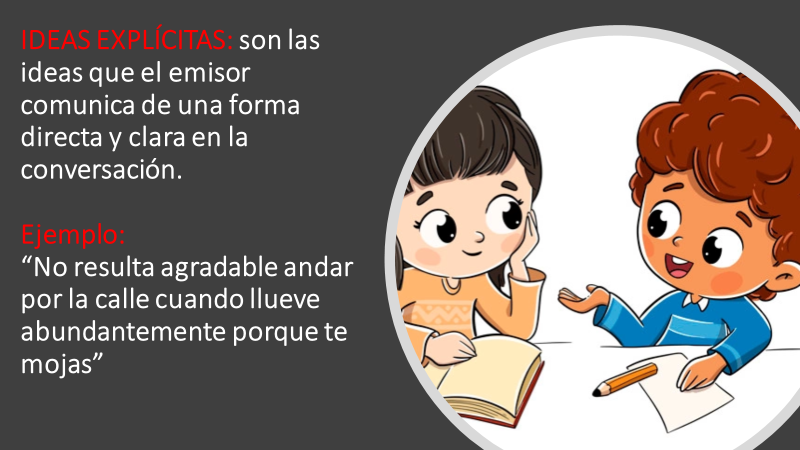 IDEAS EXPLÍCITAS: son las
ideas que el emisor
comunica de una forma
directa y clara en la
conversación.
Ejemplo:
“No resulta agradable andar
por la calle cuando llueve
abundantemente porque te
mojas”